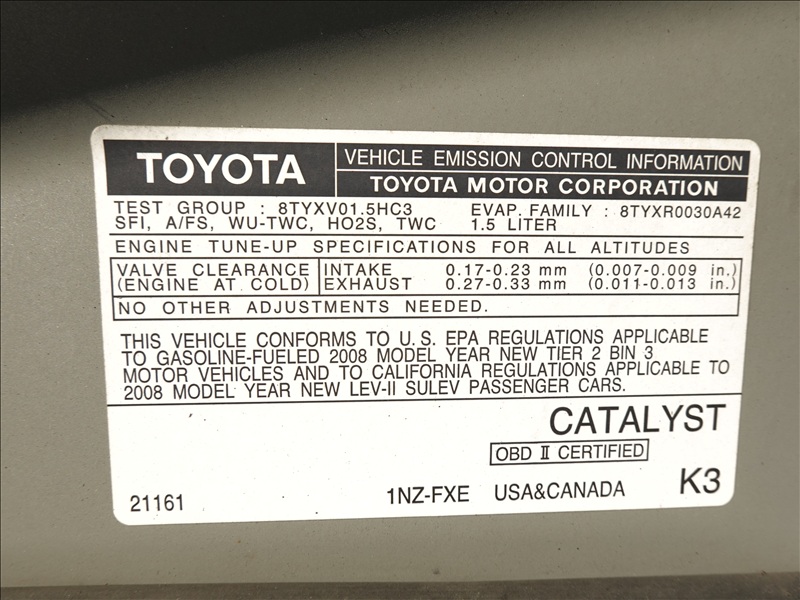 TOYOTA
VEHICLE EMISSION CONTROL INFORMATION
TOYOTA MOTOR CORPORATION
TEST GROUP : 8TYXV01.5HC3 EVAP. FAMILY : 8TYXR0030A42
SFI, A/FS, WU-TWC, HO2S, TWC 1.5 LITER
ENGINE TUNE-UP SPECIFICATIONS FOR ALL ALTITUDES
VALVE CLEARANCE INTAKE 0.17-0.23 mm (0.007-0.009 in.)
(ENGINE AT COLD) EXHAUST 0.27-0.33 mm (0.011-0.013 in.)
NO OTHER ADJUSTMENTS NEEDED.
THIS VEHICLE CONFORMS TO U.S. EPA REGULATIONS APPLICABLE
TO GASOLINE-FUELED 2008 MODEL YEAR NEW TIER 2 BIN 3
MOTOR VEHICLES AND TO CALIFORNIA REGULATIONS APPLICABLE TO
2008 MODEL YEAR NEW LEV-II SULEV PASSENGER CARS.
CATALYST
OBD II CERTIFIED
21161 1NZ-FXE USA&CANADA K3